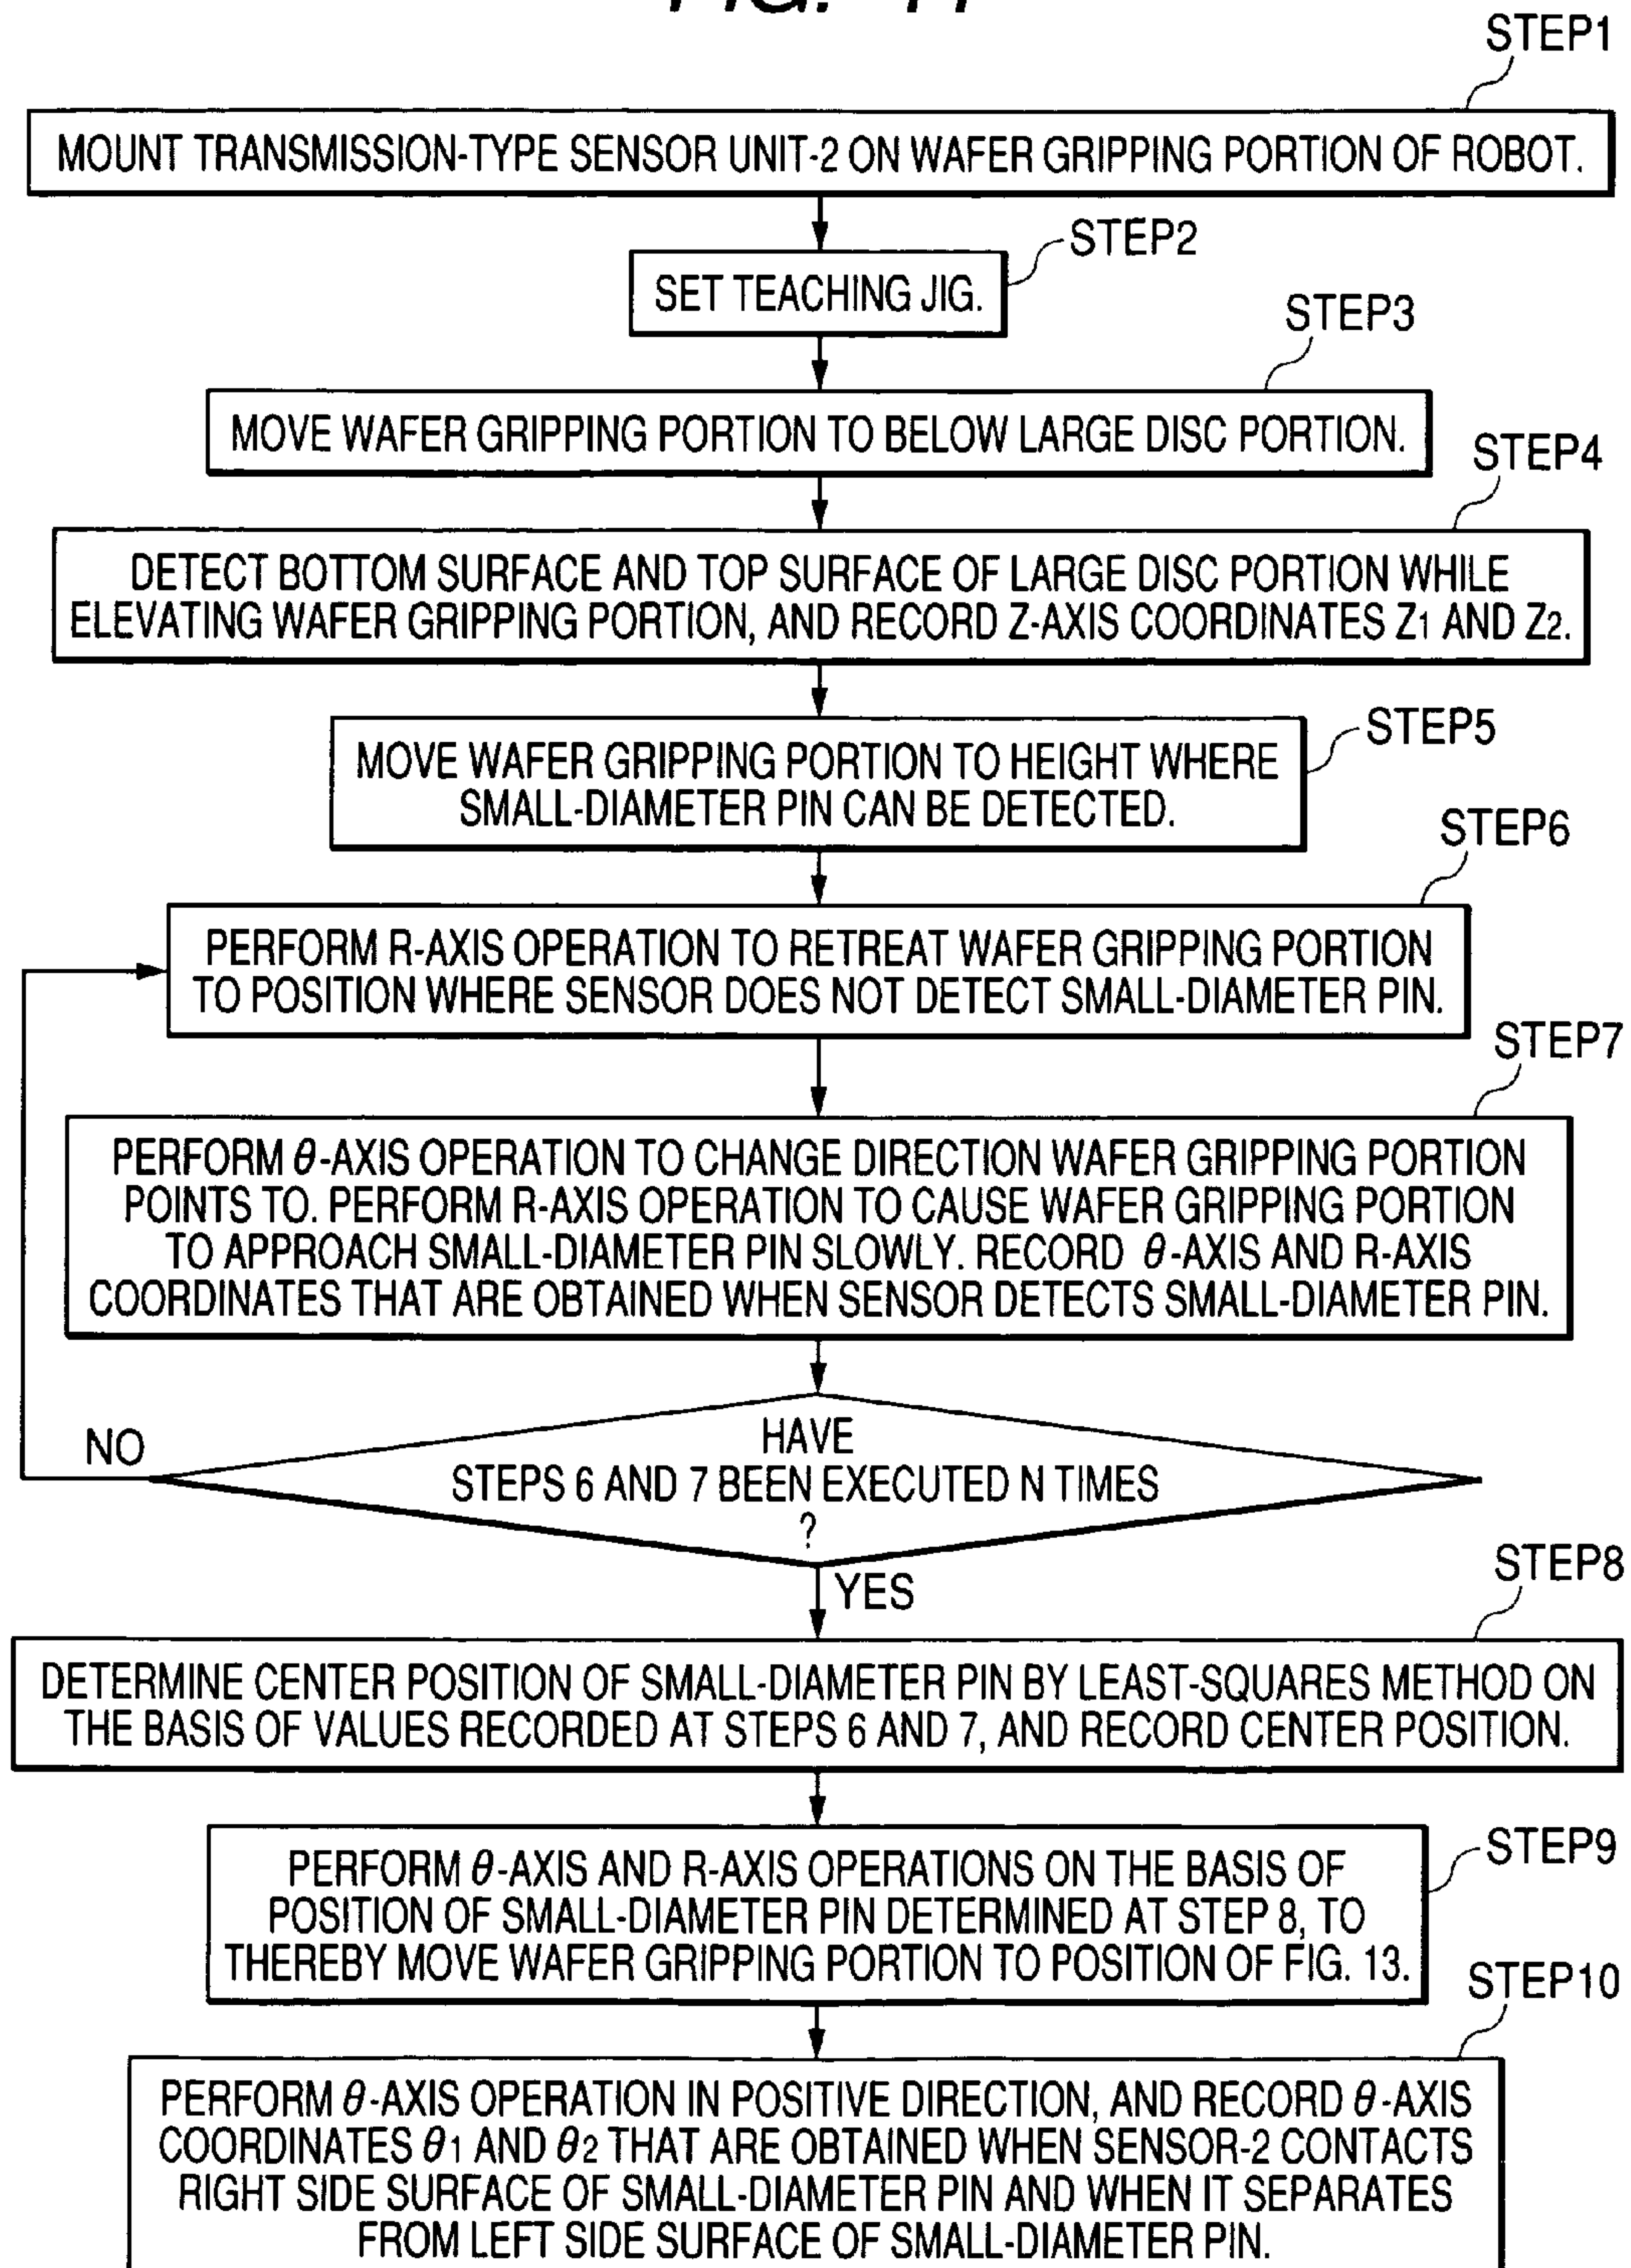 STEP1
MOUNT TRANSMISSION-TYPE SENSOR UNIT-2 ON WAFER GRIPPING PORTION OF ROBOT.
STEP2
SET TEACHING JIG.
STEP3
MOVE WAFER GRIPPING PORTION TO BELOW LARGE DISC PORTION.
STEP4
DETECT BOTTOM SURFACE AND TOP SURFACE OF LARGE DISC PORTION WHILE
ELEVATING WAFER GRIPPING PORTION, AND RECORD Z-AXIS COORDINATES Z1 AND Z2.
STEP5
MOVE WAFER GRIPPING PORTION TO HEIGHT WHERE
SMALL-DIAMETER PIN CAN BE DETECTED.
STEP6
PERFORM R-AXIS OPERATION TO RETREAT WAFER GRIPPING PORTION
TO POSITION WHERE SENSOR DOES NOT DETECT SMALL-DIAMETER PIN.
STEP7
PERFORM θ-AXIS OPERATION TO CHANGE DIRECTION WAFER GRIPPING PORTION
POINTS TO. PERFORM R-AXIS OPERATION TO CAUSE WAFER GRIPPING PORTION
TO APPROACH SMALL-DIAMETER PIN SLOWLY. RECORD θ-AXIS AND R-AXIS
COORDINATES THAT ARE OBTAINED WHEN SENSOR DETECTS SMALL-DIAMETER PIN.
NO
HAVE
STEPS 6 AND 7 BEEN EXECUTED N TIMES
?
YES
STEP8
DETERMINE CENTER POSITION OF SMALL-DIAMETER PIN BY LEAST-SQUARES METHOD ON
THE BASIS OF VALUES RECORDED AT STEPS 6 AND 7, AND RECORD CENTER POSITION.
STEP9
PERFORM θ-AXIS AND R-AXIS OPERATIONS ON THE BASIS OF
POSITION OF SMALL-DIAMETER PIN DETERMINED AT STEP 8, TO
THEREBY MOVE WAFER GRIPPING PORTION TO POSITION OF FIG. 13.
STEP10
PERFORM θ-AXIS OPERATION IN POSITIVE DIRECTION, AND RECORD θ-AXIS
COORDINATES θ1 AND θ2 THAT ARE OBTAINED WHEN SENSOR-2 CONTACTS
RIGHT SIDE SURFACE OF SMALL-DIAMETER PIN AND WHEN IT SEPARATES
FROM LEFT SIDE SURFACE OF SMALL-DIAMETER PIN.